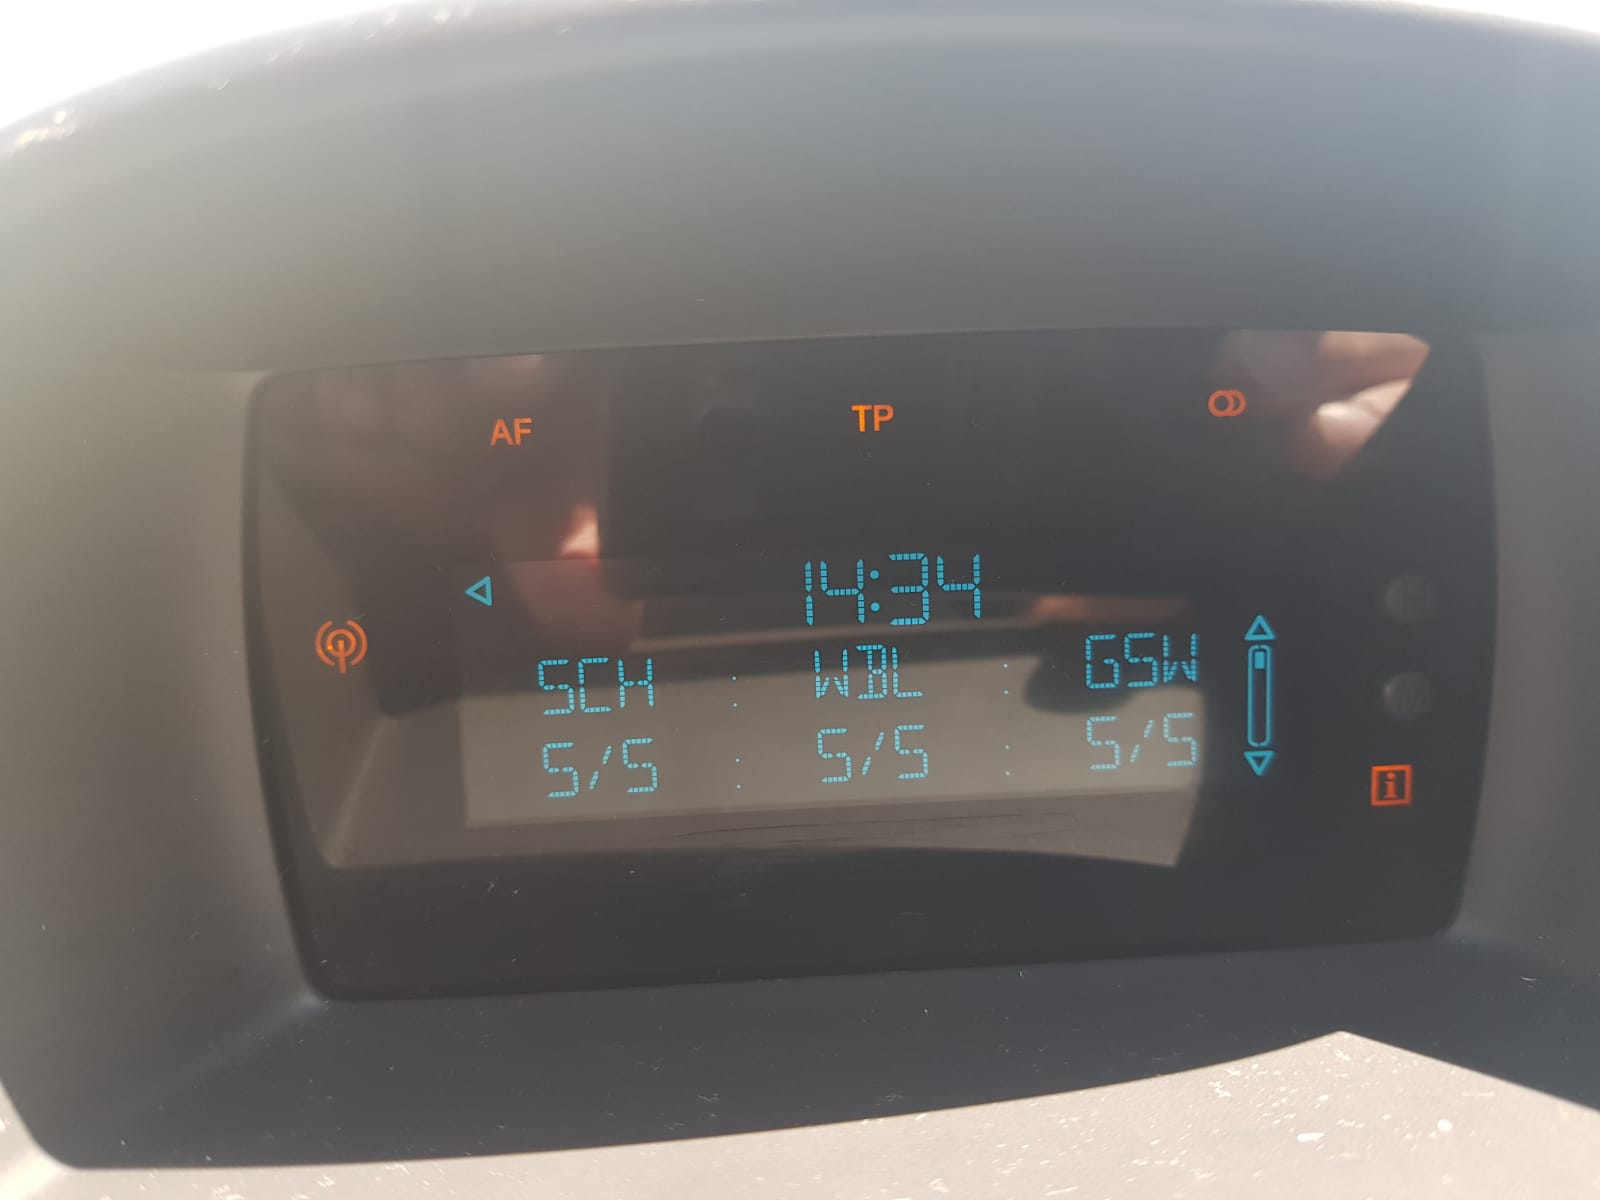 AF TP
14:34
SCH : WBL : GSW
5/5 : 5/5 : 5/5
i